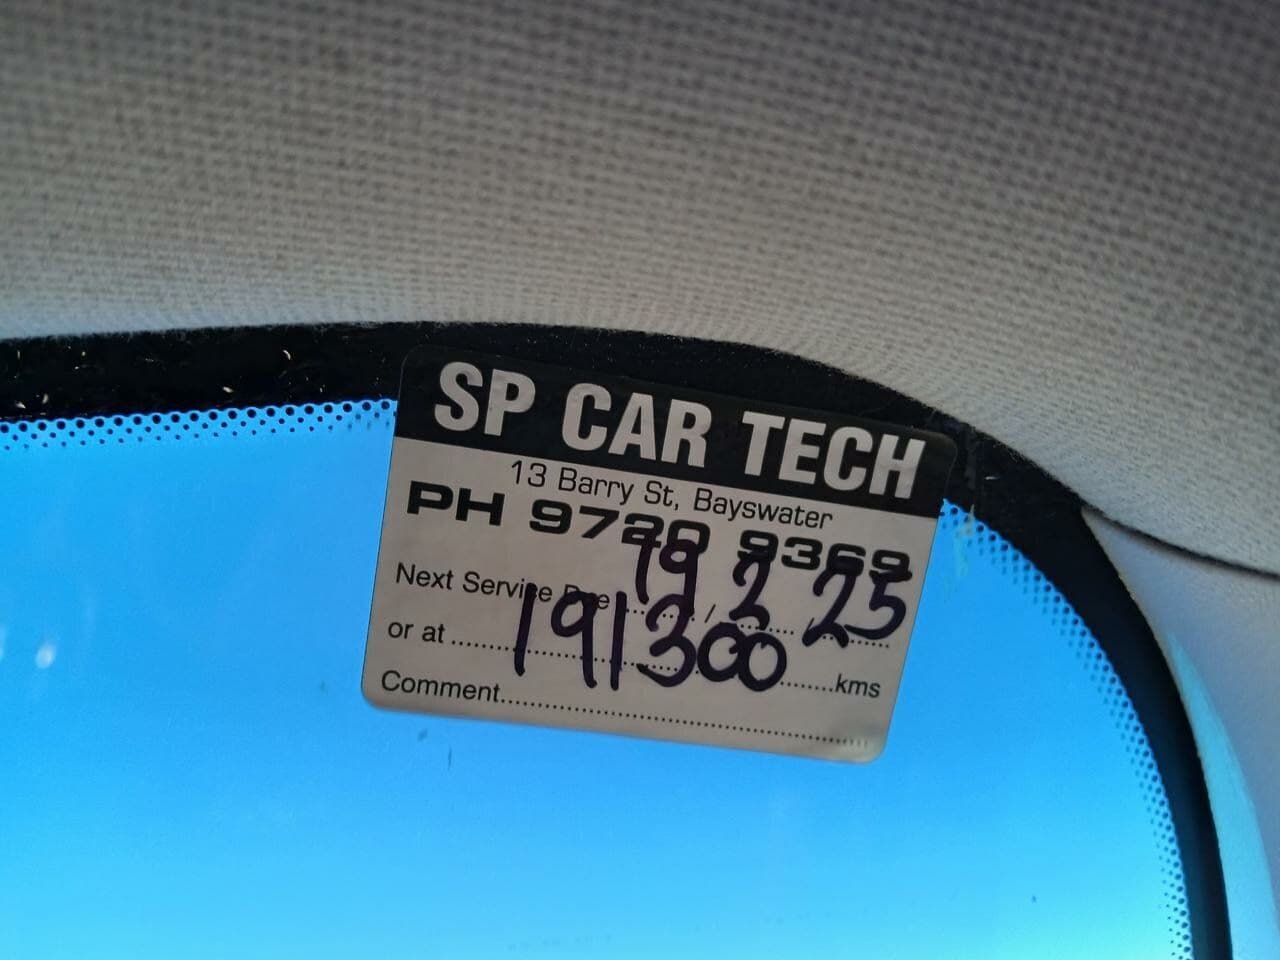 SP CAR TECH
13 Barry St, Bayswater
PH 9720 9369
Next Service Due 19 / 2 / 25
or at 191300 kms
Comment